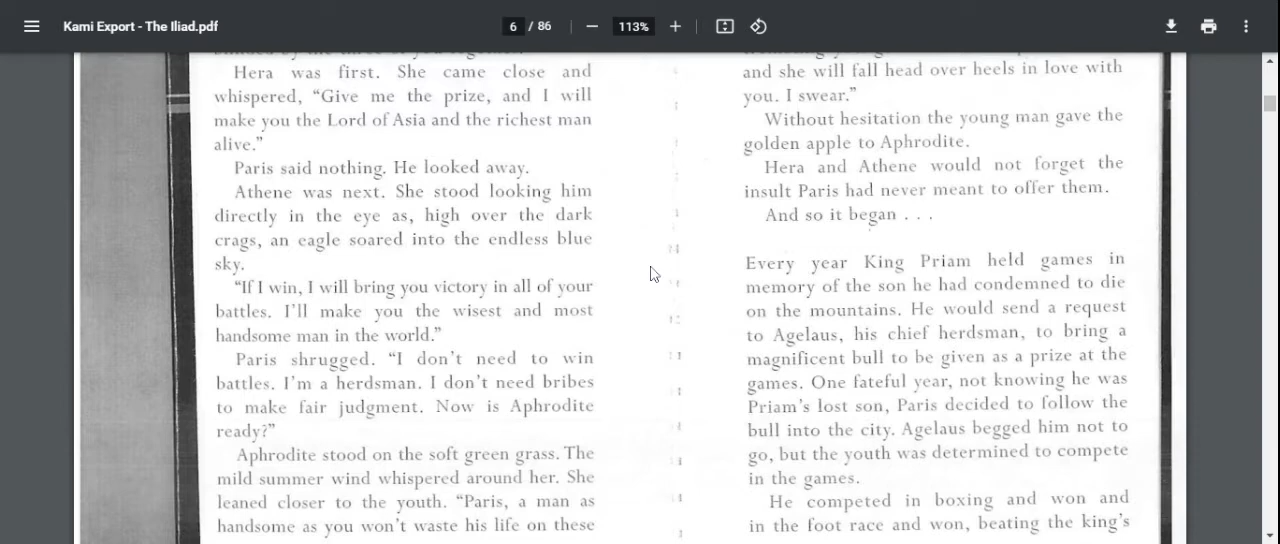 Kami Export - The Iliad.pdf
6 / 86
113%
Hera was first. She came close and
whispered, “Give me the prize, and I will
make you the Lord of Asia and the richest man
alive.”
Paris said nothing. He looked away.
Athene was next. She stood looking him
directly in the eye as, high over the dark
crags, an eagle soared into the endless blue
sky.
“If I win, I will bring you victory in all of your
battles. I’ll make you the wisest and most
handsome man in the world.”
Paris shrugged. “I don’t need to win
battles. I’m a herdsman. I don’t need bribes
to make fair judgment. Now is Aphrodite
ready?”
Aphrodite stood on the soft green grass. The
mild summer wind whispered around her. She
leaned closer to the youth. “Paris, a man as
handsome as you won’t waste his life on these
and she will fall head over heels in love with
you. I swear.”
Without hesitation the young man gave the
golden apple to Aphrodite.
Hera and Athene would not forget the
insult Paris had never meant to offer them.
And so it began . . .
Every year King Priam held games in
memory of the son he had condemned to die
on the mountains. He would send a request
to Agelaus, his chief herdsman, to bring a
magnificent bull to be given as a prize at the
games. One fateful year, not knowing he was
Priam’s lost son, Paris decided to follow the
bull into the city. Agelaus begged him not to
go, but the youth was determined to compete
in the games.
He competed in boxing and won and
in the foot race and won, beating the king’s